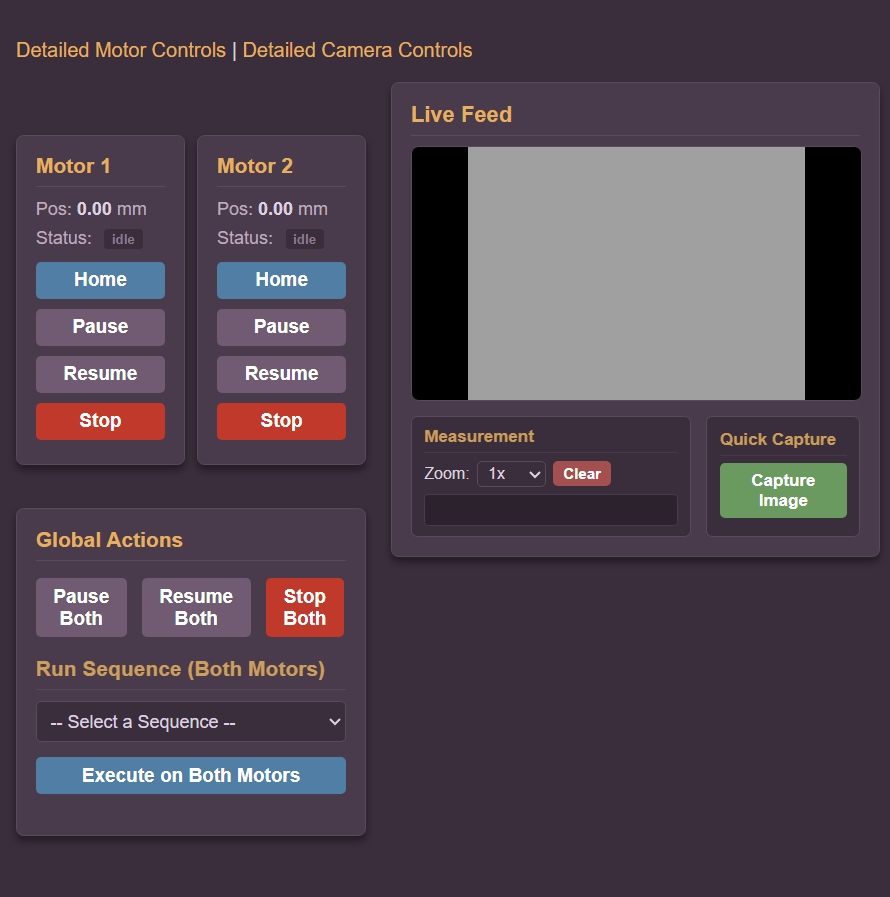 Detailed Motor Controls | Detailed Camera Controls
Motor 1
Pos: 0.00 mm
Status: idle
Home
Pause
Resume
Stop
Motor 2
Pos: 0.00 mm
Status: idle
Home
Pause
Resume
Stop
Global Actions
Pause
Both
Resume
Both
Stop
Both
Run Sequence (Both Motors)
-- Select a Sequence --
Execute on Both Motors
Live Feed
Measurement
Zoom: 1x Clear
Quick Capture
Capture
Image